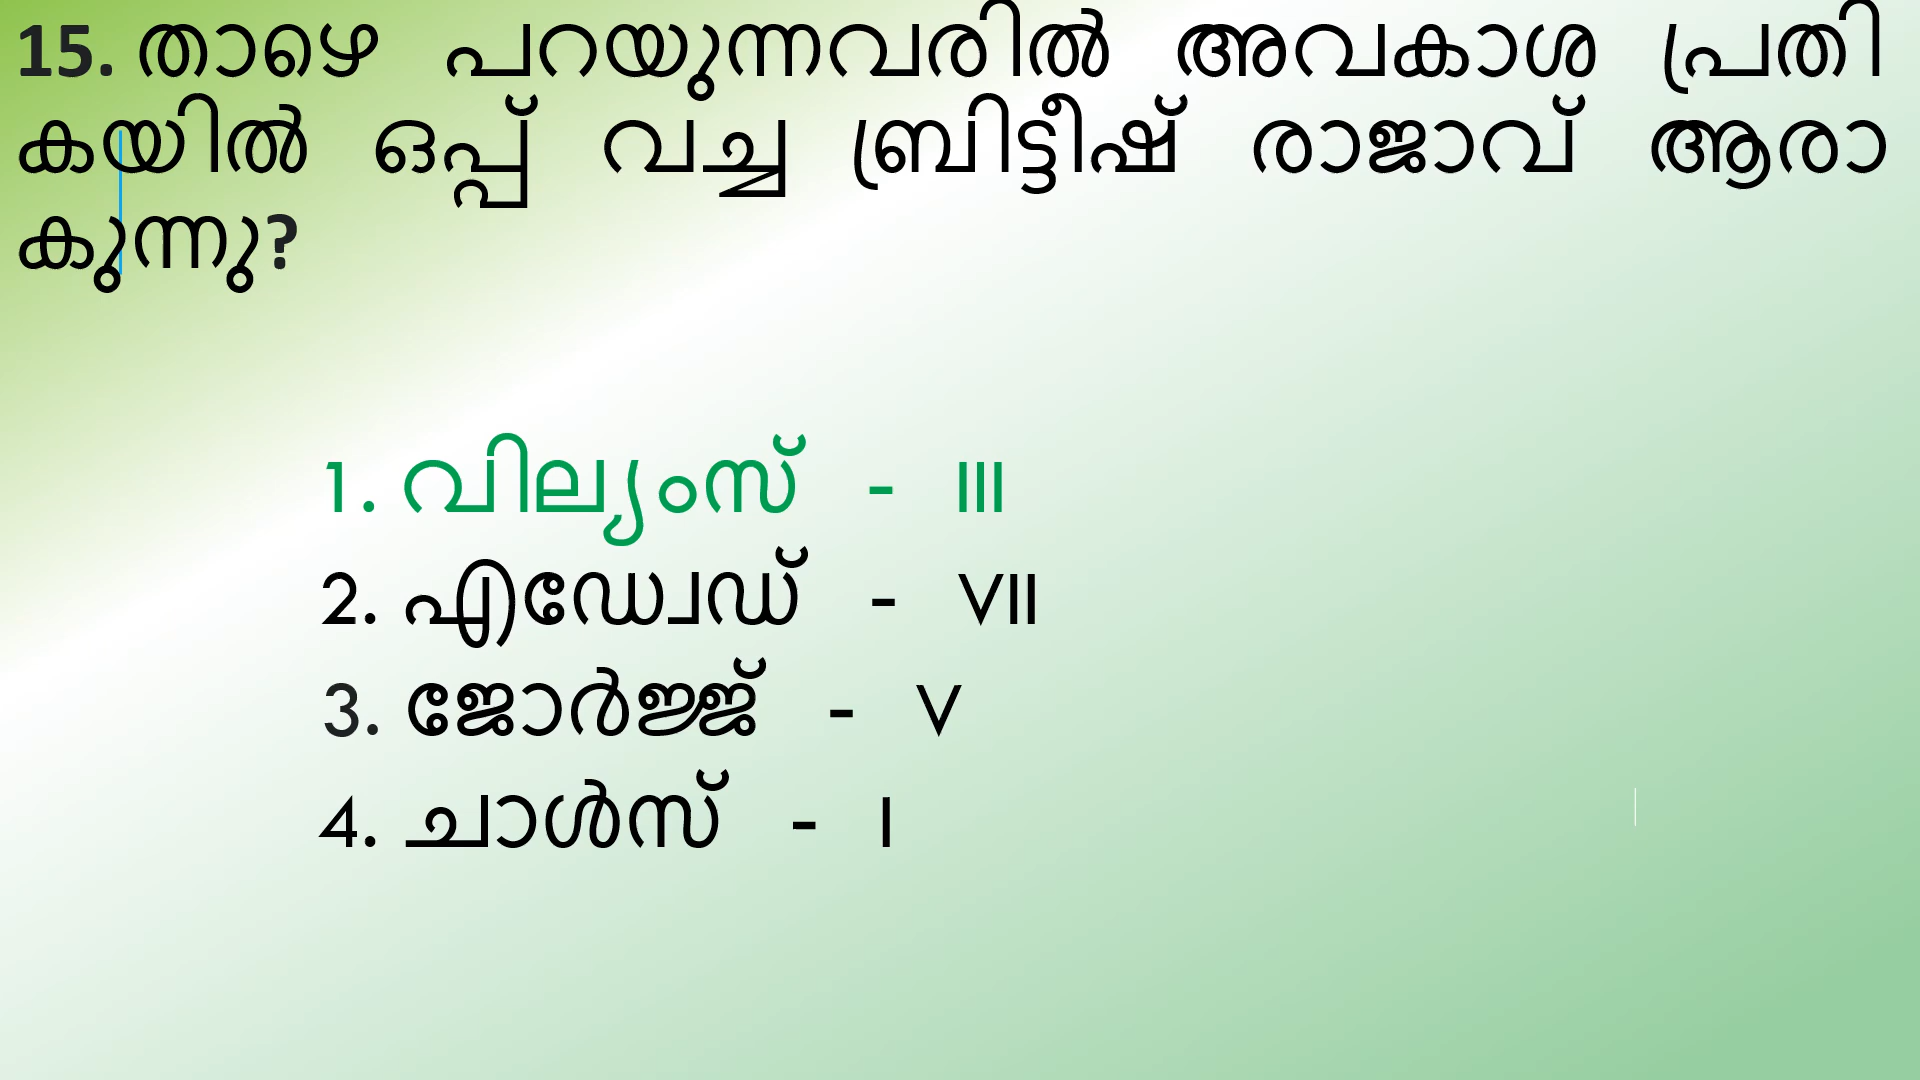 15. താഴെ പറയുന്നവരിൽ അവകാശ പ്രതി
കയിൽ ഒപ്പ് വച്ച ബ്രിട്ടീഷ് രാജാവ് ആരാ
കുന്നു?
1. വില്യംസ് - III
2. എഡ്വേഡ് - VII
3. ജോർജ്ജ് - V
4. ചാൾസ് - I